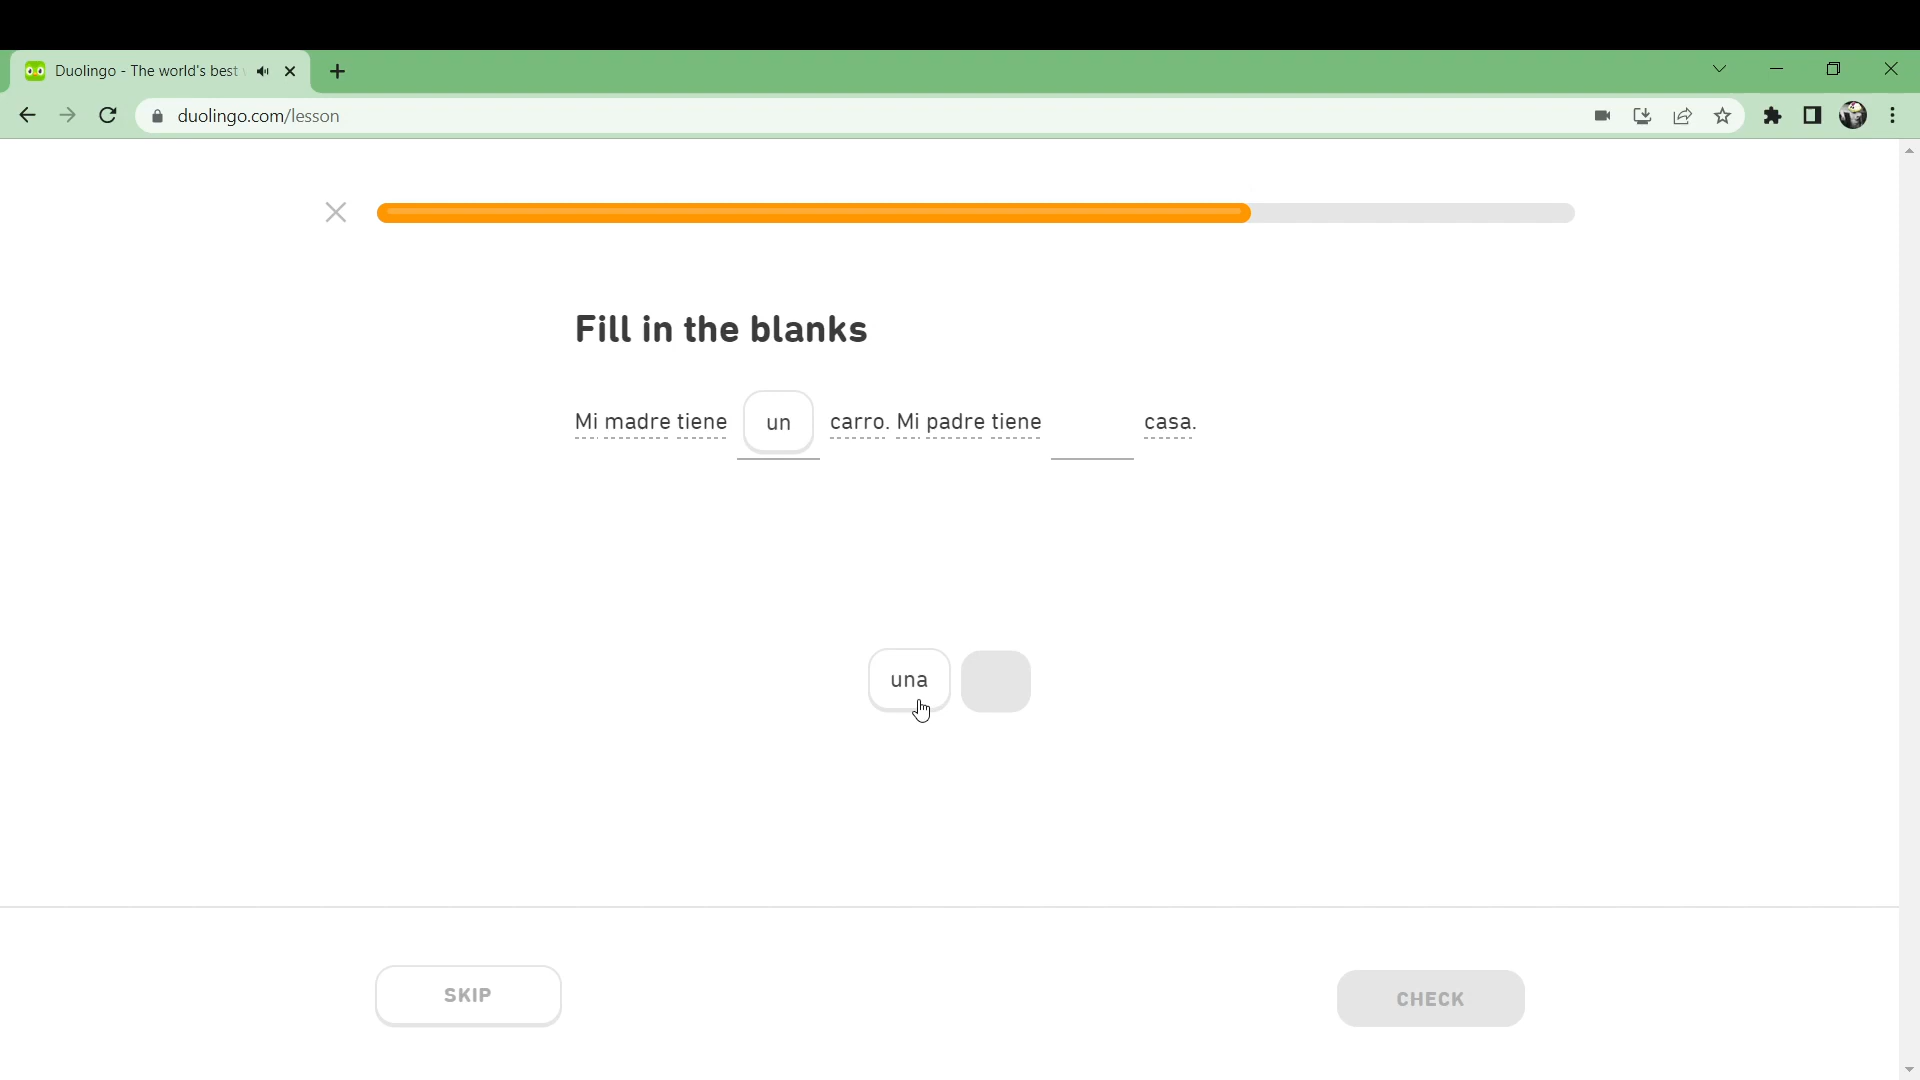 Duolingo - The world's best
duolingo.com/lesson
Fill in the blanks
Mi madre tiene un carro. Mi padre tiene casa.
una
SKIP
CHECK